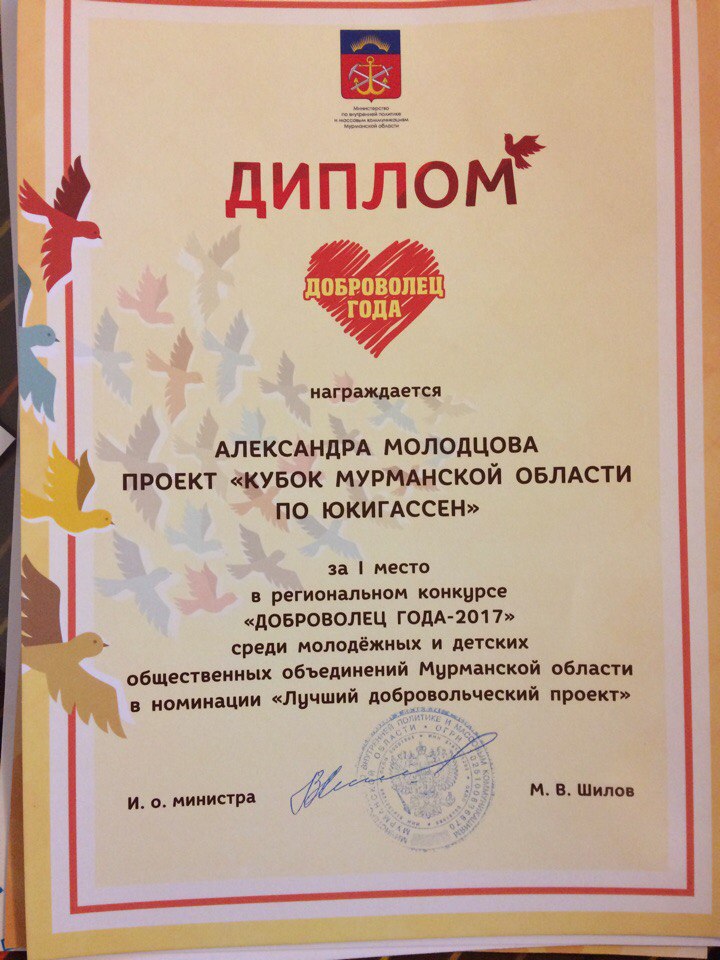 Министерство
по внутренней политике
и массовым коммуникациям
Мурманской области
ДИПЛОМ
ДОБРОВОЛЕЦ
ГОДА
награждается
АЛЕКСАНДРА МОЛОДЦОВА
ПРОЕКТ «КУБОК МУРМАНСКОЙ ОБЛАСТИ
ПО ЮКИГАССЕН»
за I место
в региональном конкурсе
«ДОБРОВОЛЕЦ ГОДА-2017»
среди молодёжных и детских
общественных объединений Мурманской области
в номинации «Лучший добровольческий проект»
И. о. министра
М. В. Шилов